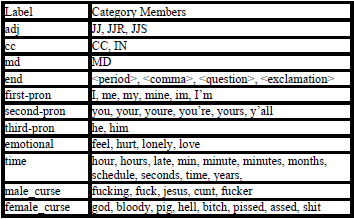 Label Category Members
adj JJ, JJR, JJS
cc CC, IN
md MD
end <period>, <comma>, <question>, <exclamation>
first-pron I, me, my, mine, im, I'm
second-pron you, your, youre, you're, yours, y'all
third-pron he, him
emotional feel, hurt, lonely, love
time hour, hours, late, min, minute, minutes, months,
schedule, seconds, time, years,
male_curse fucking, fuck, jesus, cunt, fucker
female_curse god, bloody, pig, hell, bitch, pissed, assed, shit